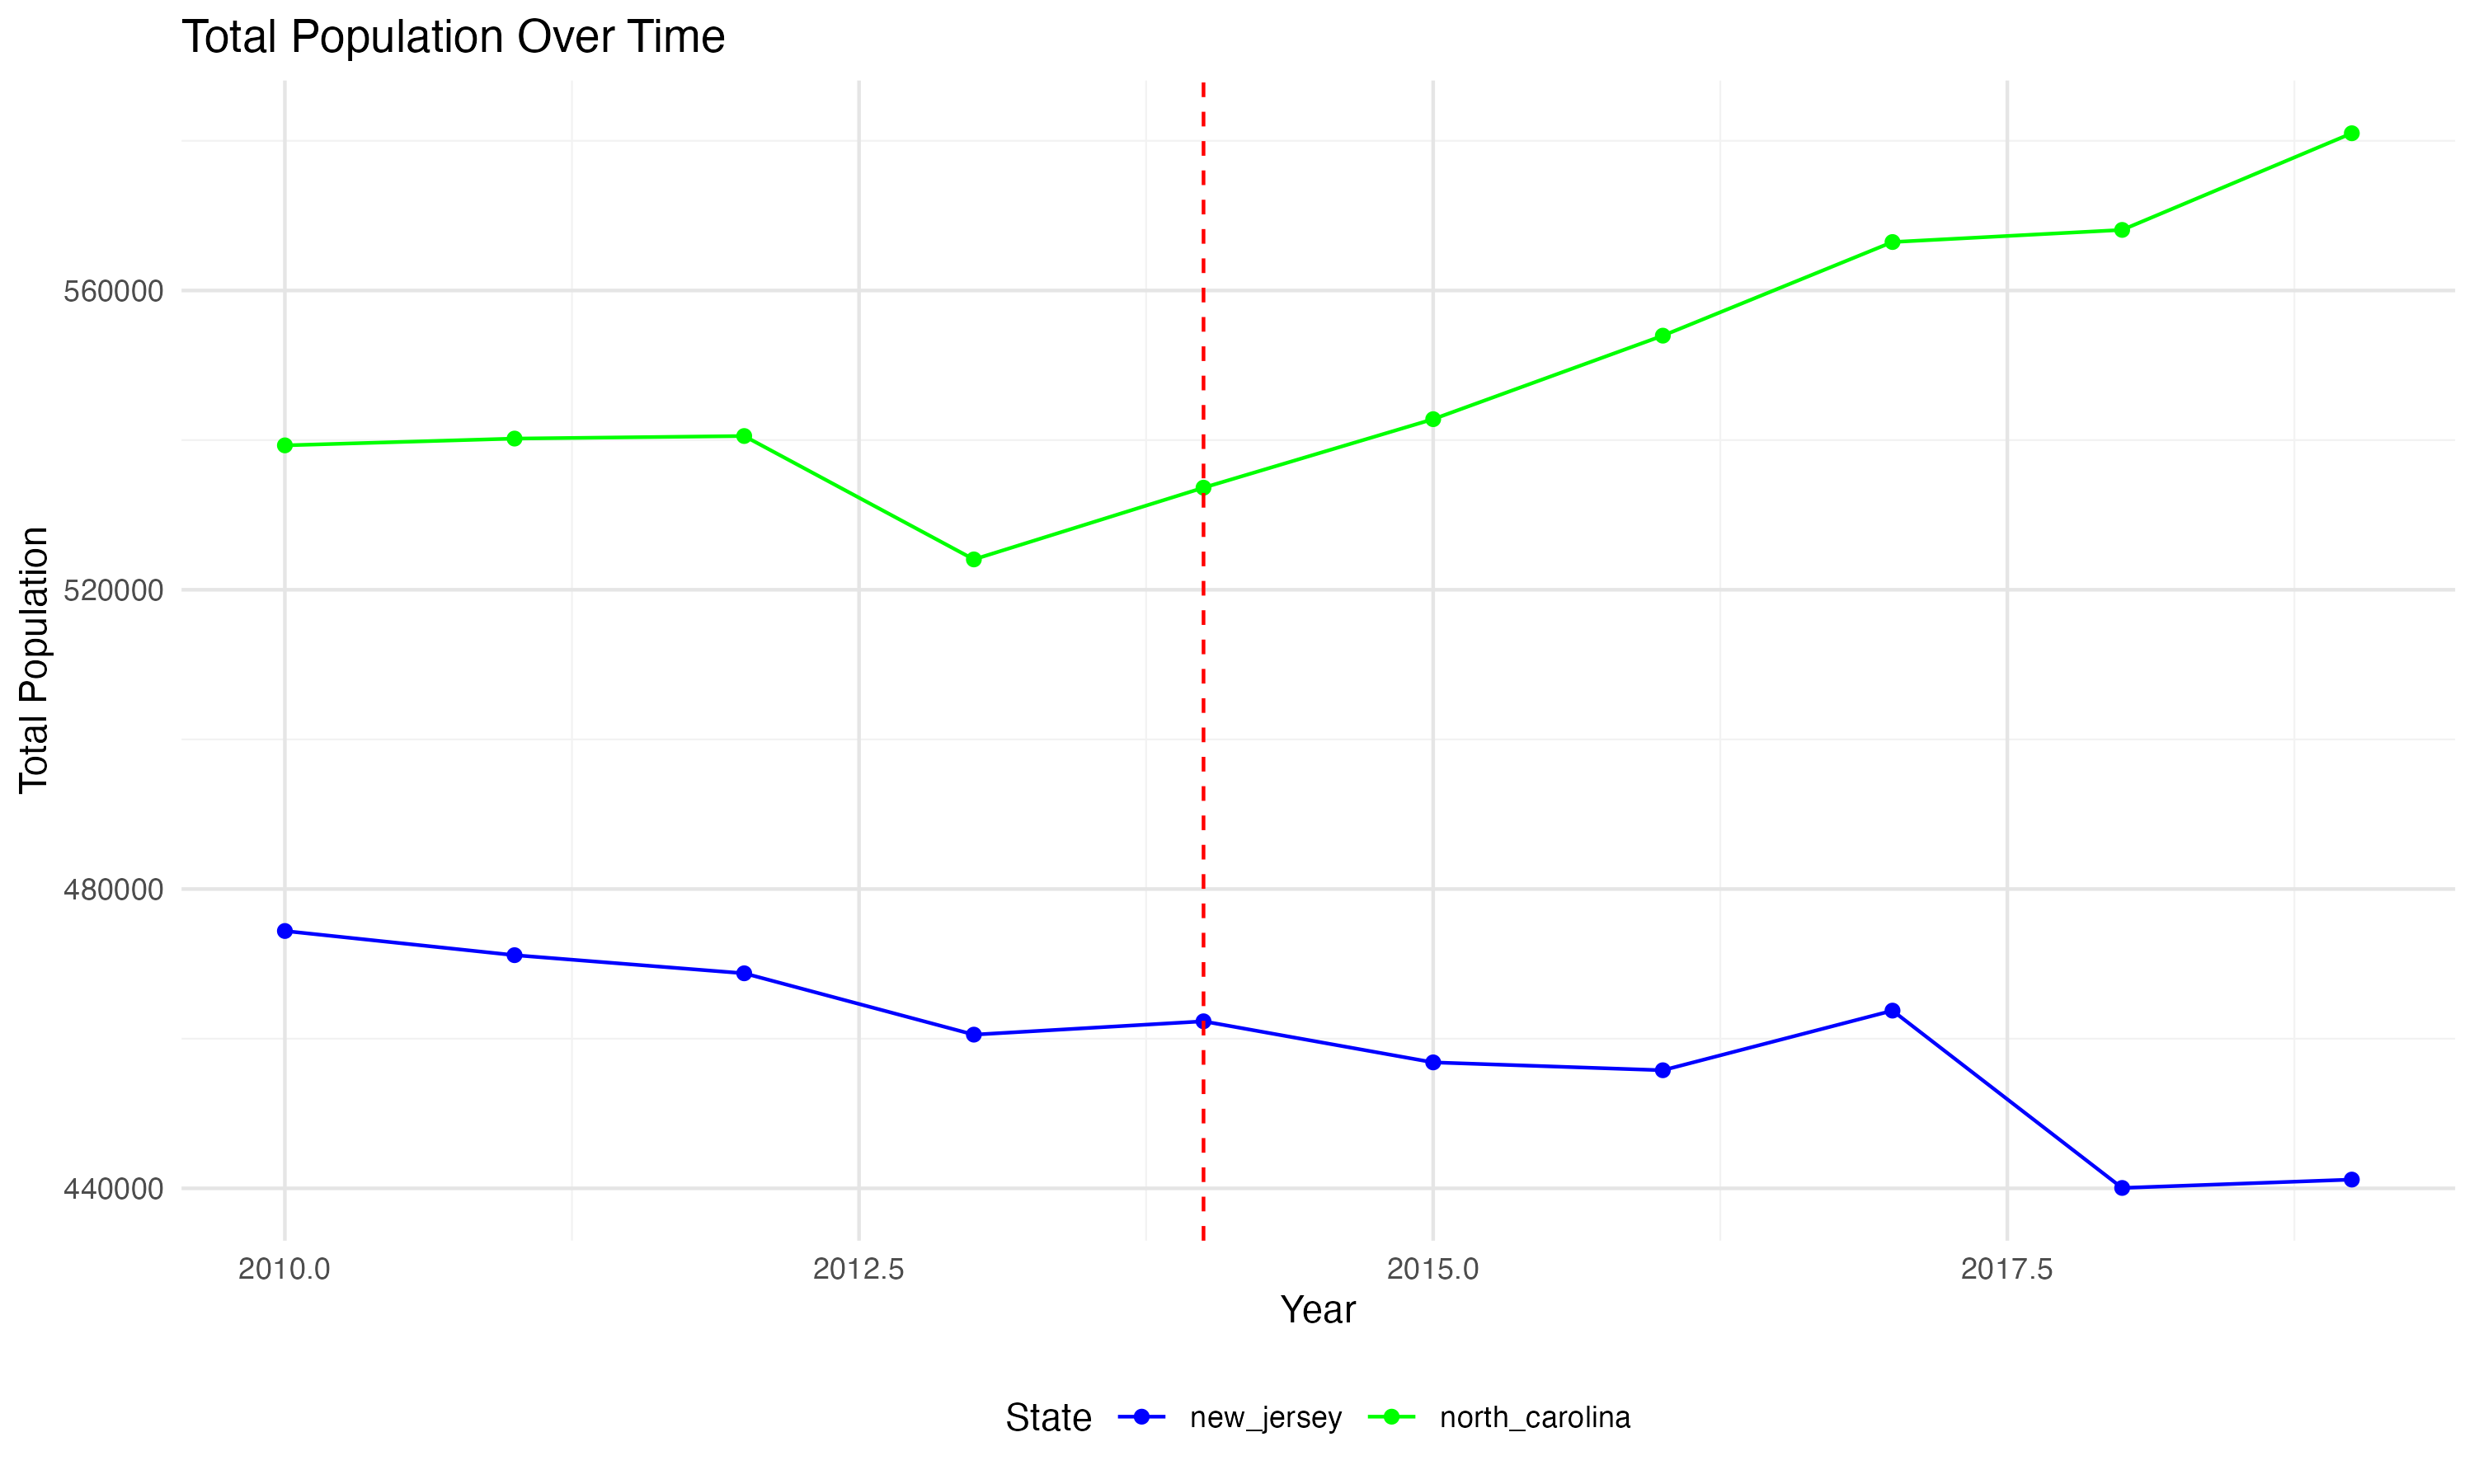 Total Population Over Time
Total Population
560000
520000
480000
440000
2010.0 2012.5 2015.0 2017.5
Year
State new_jersey north_carolina